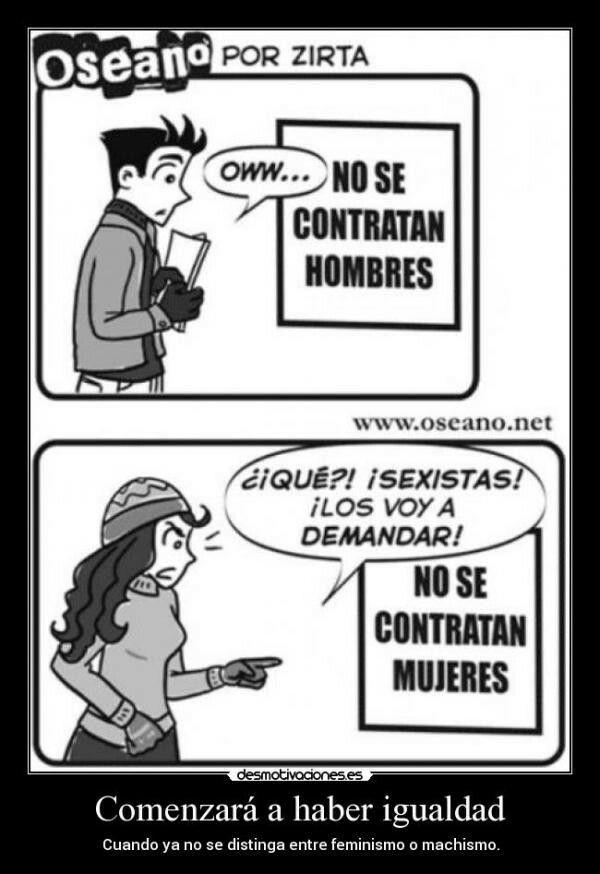 Oseano POR ZIRTA
OWW...
NO SE
CONTRATAN
HOMBRES
www.oseano.net
¿¡QUÉ?! ¡SEXISTAS!
¡LOS VOY A
DEMANDAR!
NO SE
CONTRATAN
MUJERES
desmotivaciones.es
Comenzará a haber igualdad
Cuando ya no se distinga entre feminismo o machismo.